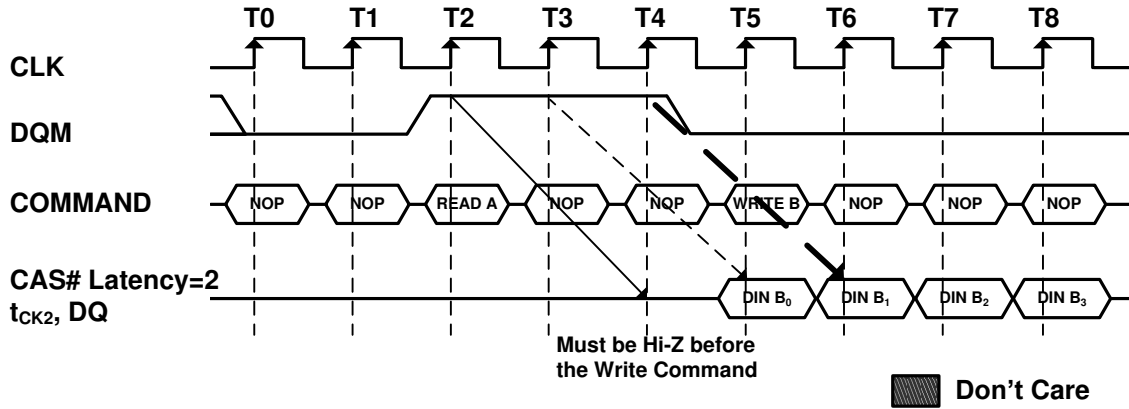 T0 T1 T2 T3 T4 T5 T6 T7 T8
CLK
DQM
COMMAND NOP NOP READ A NOP NOP WRITE B NOP NOP NOP
CAS# Latency=2
tCK2, DQ DIN B0 DIN B1 DIN B2 DIN B3
Must be Hi-Z before
the Write Command
Don't Care